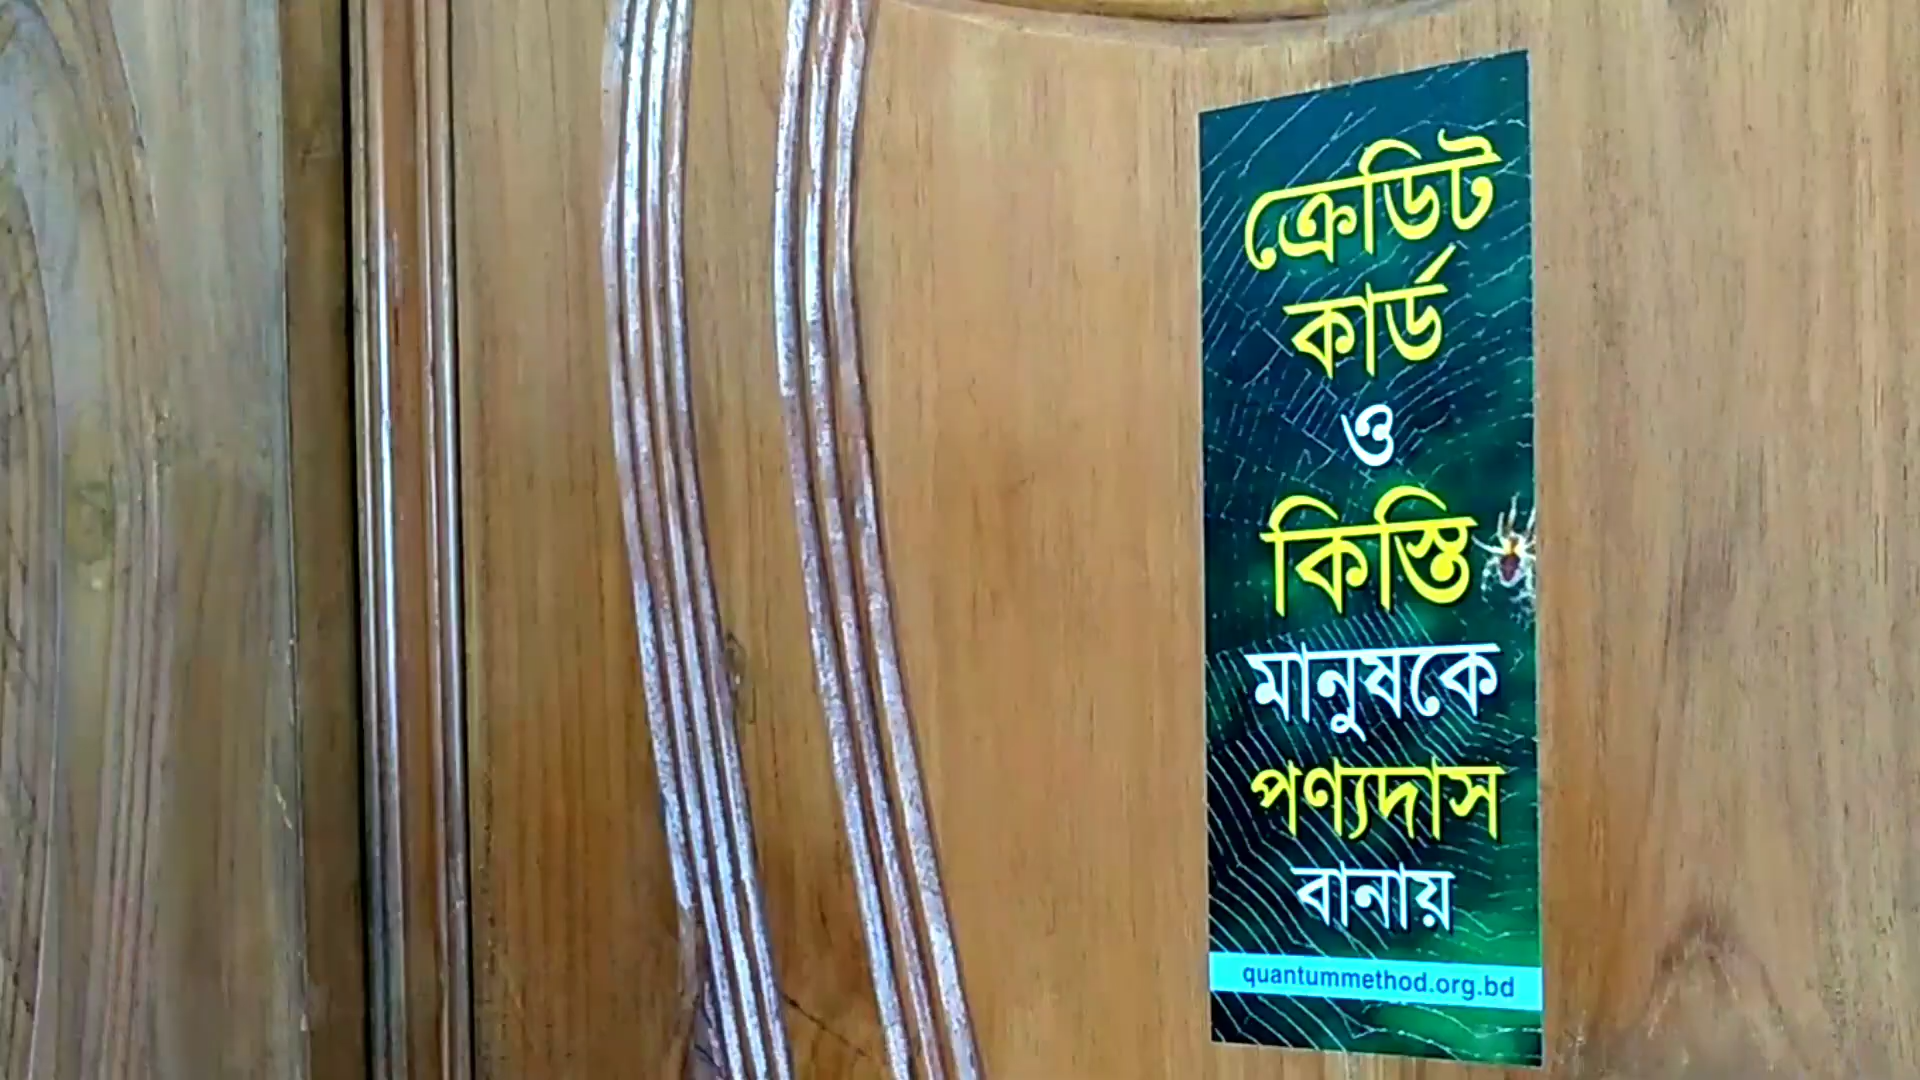 ক্রেডিট
কার্ড
ও
কিস্তি
মানুষকে
পণ্যদাস
বানায়
quantummethod.org.bd